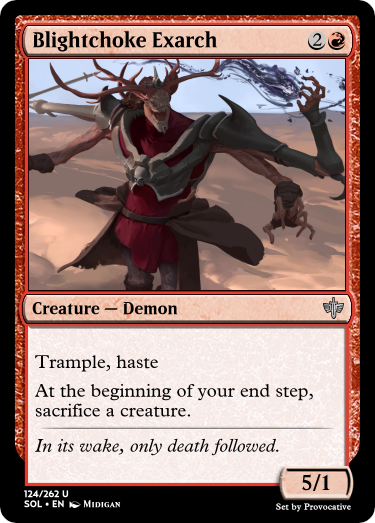 Blightchoke Exarch 2
Creature — Demon
Trample, haste
At the beginning of your end step,
sacrifice a creature.
In its wake, only death followed.
5/1
124/262 U
SOL • EN Midigan
Set by Provocative